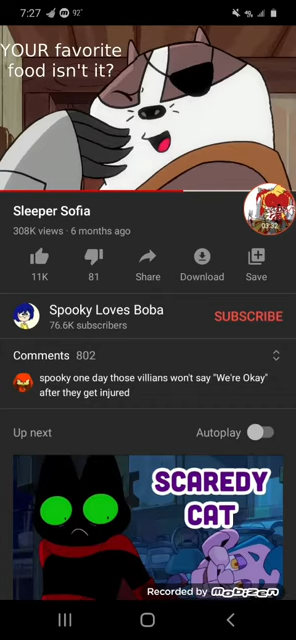 7:27 92°
YOUR favorite
food isn't it?
Sleeper Sofia
308K views · 6 months ago
03:32
11K 81 Share Download Save
Spooky Loves Boba
76.6K subscribers
SUBSCRIBE
Comments 802
spooky one day those villians won't say "We're Okay"
after they get injured
Up next Autoplay
SCAREDY
CAT
Recorded by mobizen